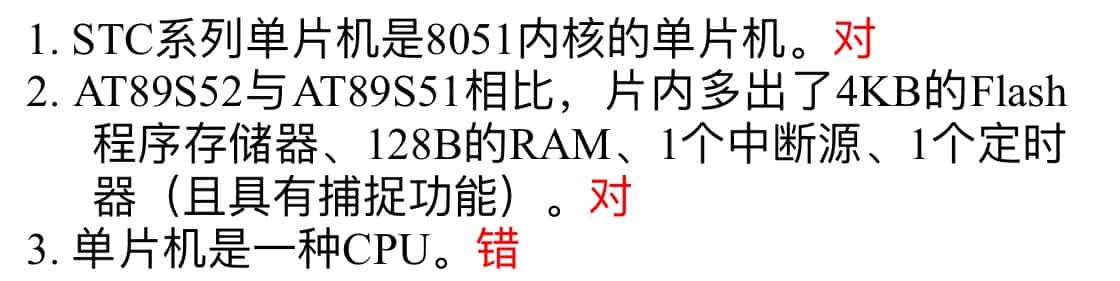 1. STC系列单片机是8051内核的单片机。对
2. AT89S52与AT89S51相比，片内多出了4KB的Flash
程序存储器、128B的RAM、1个中断源、1个定时
器（且具有捕捉功能）。对
3. 单片机是一种CPU。错